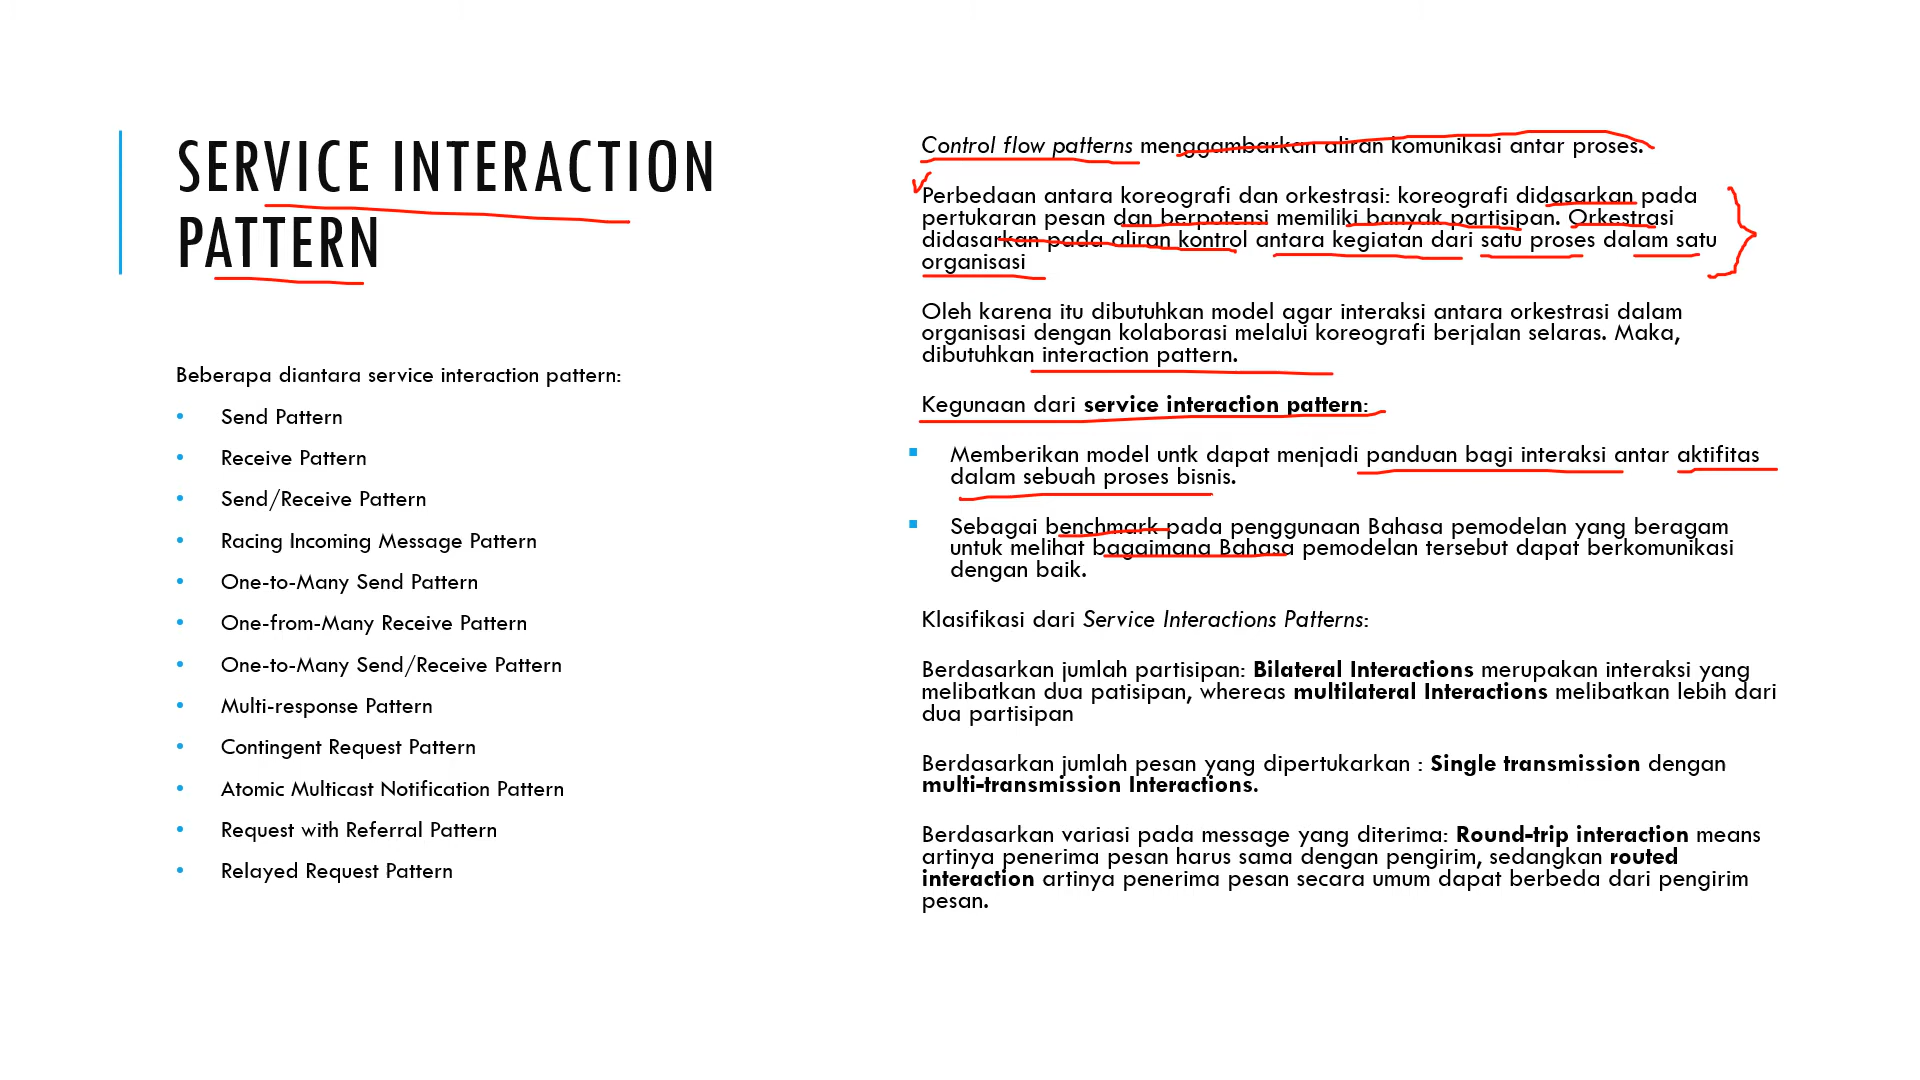 SERVICE INTERACTION
PATTERN
Beberapa diantara service interaction pattern:
• Send Pattern
• Receive Pattern
• Send/Receive Pattern
• Racing Incoming Message Pattern
• One-to-Many Send Pattern
• One-from-Many Receive Pattern
• One-to-Many Send/Receive Pattern
• Multi-response Pattern
• Contingent Request Pattern
• Atomic Multicast Notification Pattern
• Request with Referral Pattern
• Relayed Request Pattern
Control flow patterns menggambarkan aliran komunikasi antar proses.
Perbedaan antara koreografi dan orkestrasi: koreografi didasarkan pada
pertukaran pesan dan berpotensi memiliki banyak partisipan. Orkestrasi
didasarkan pada aliran kontrol antara kegiatan dari satu proses dalam satu
organisasi
Oleh karena itu dibutuhkan model agar interaksi antara orkestrasi dalam
organisasi dengan kolaborasi melalui koreografi berjalan selaras. Maka,
dibutuhkan interaction pattern.
Kegunaan dari service interaction pattern:
▪ Memberikan model untk dapat menjadi panduan bagi interaksi antar aktifitas
dalam sebuah proses bisnis.
▪ Sebagai benchmark pada penggunaan Bahasa pemodelan yang beragam
untuk melihat bagaimana Bahasa pemodelan tersebut dapat berkomunikasi
dengan baik.
Klasifikasi dari Service Interactions Patterns:
Berdasarkan jumlah partisipan: Bilateral Interactions merupakan interaksi yang
melibatkan dua patisipan, whereas multilateral Interactions melibatkan lebih dari
dua partisipan
Berdasarkan jumlah pesan yang dipertukarkan : Single transmission dengan
multi-transmission Interactions.
Berdasarkan variasi pada message yang diterima: Round-trip interaction means
artinya penerima pesan harus sama dengan pengirim, sedangkan routed
interaction artinya penerima pesan secara umum dapat berbeda dari pengirim
pesan.